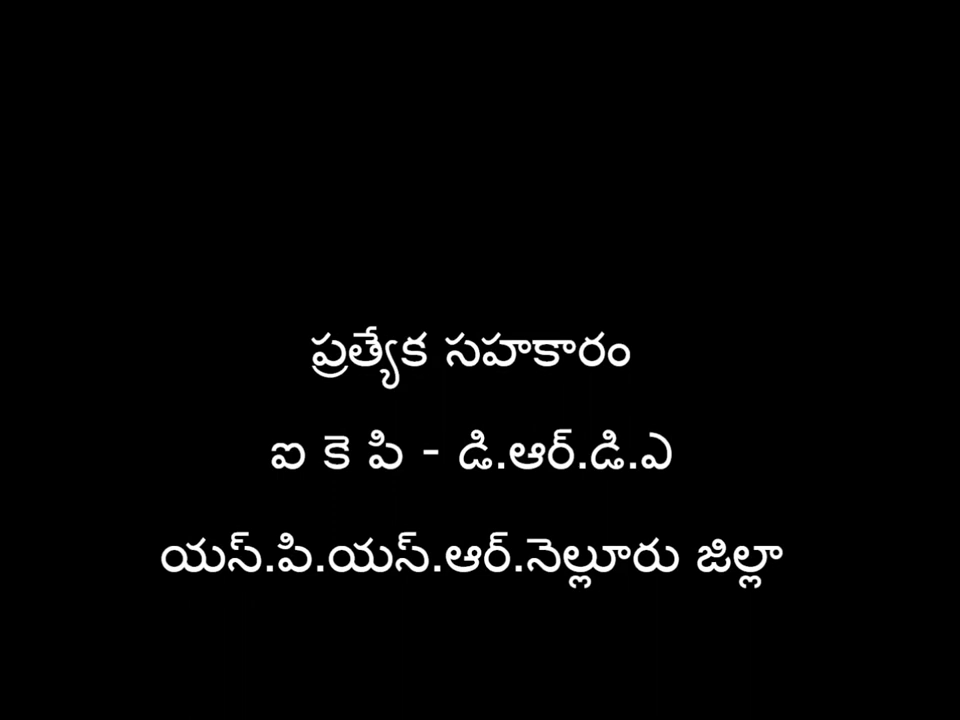 ప్రత్యేక సహకారం
ఐ కె పి - డి.ఆర్.డి.ఎ
యస్.పి.యస్.ఆర్.నెల్లూరు జిల్లా